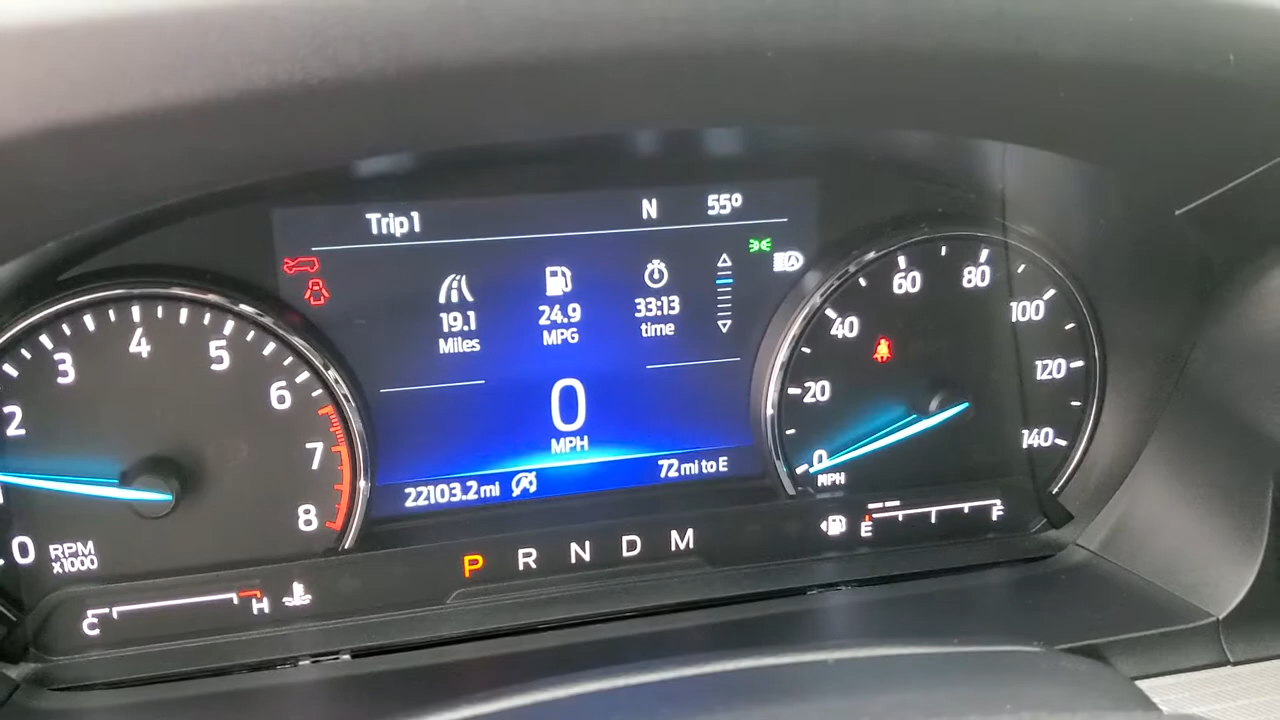 Trip 1 N 55°
19.1 24.9 33:13
Miles MPG time
0
MPH
22103.2 mi 72 mi to E
0 1 2 3 4 5 6 7 8
RPM
x1000
0 20 40 60 80 100 120 140
MPH
P R N D M
C H
E F